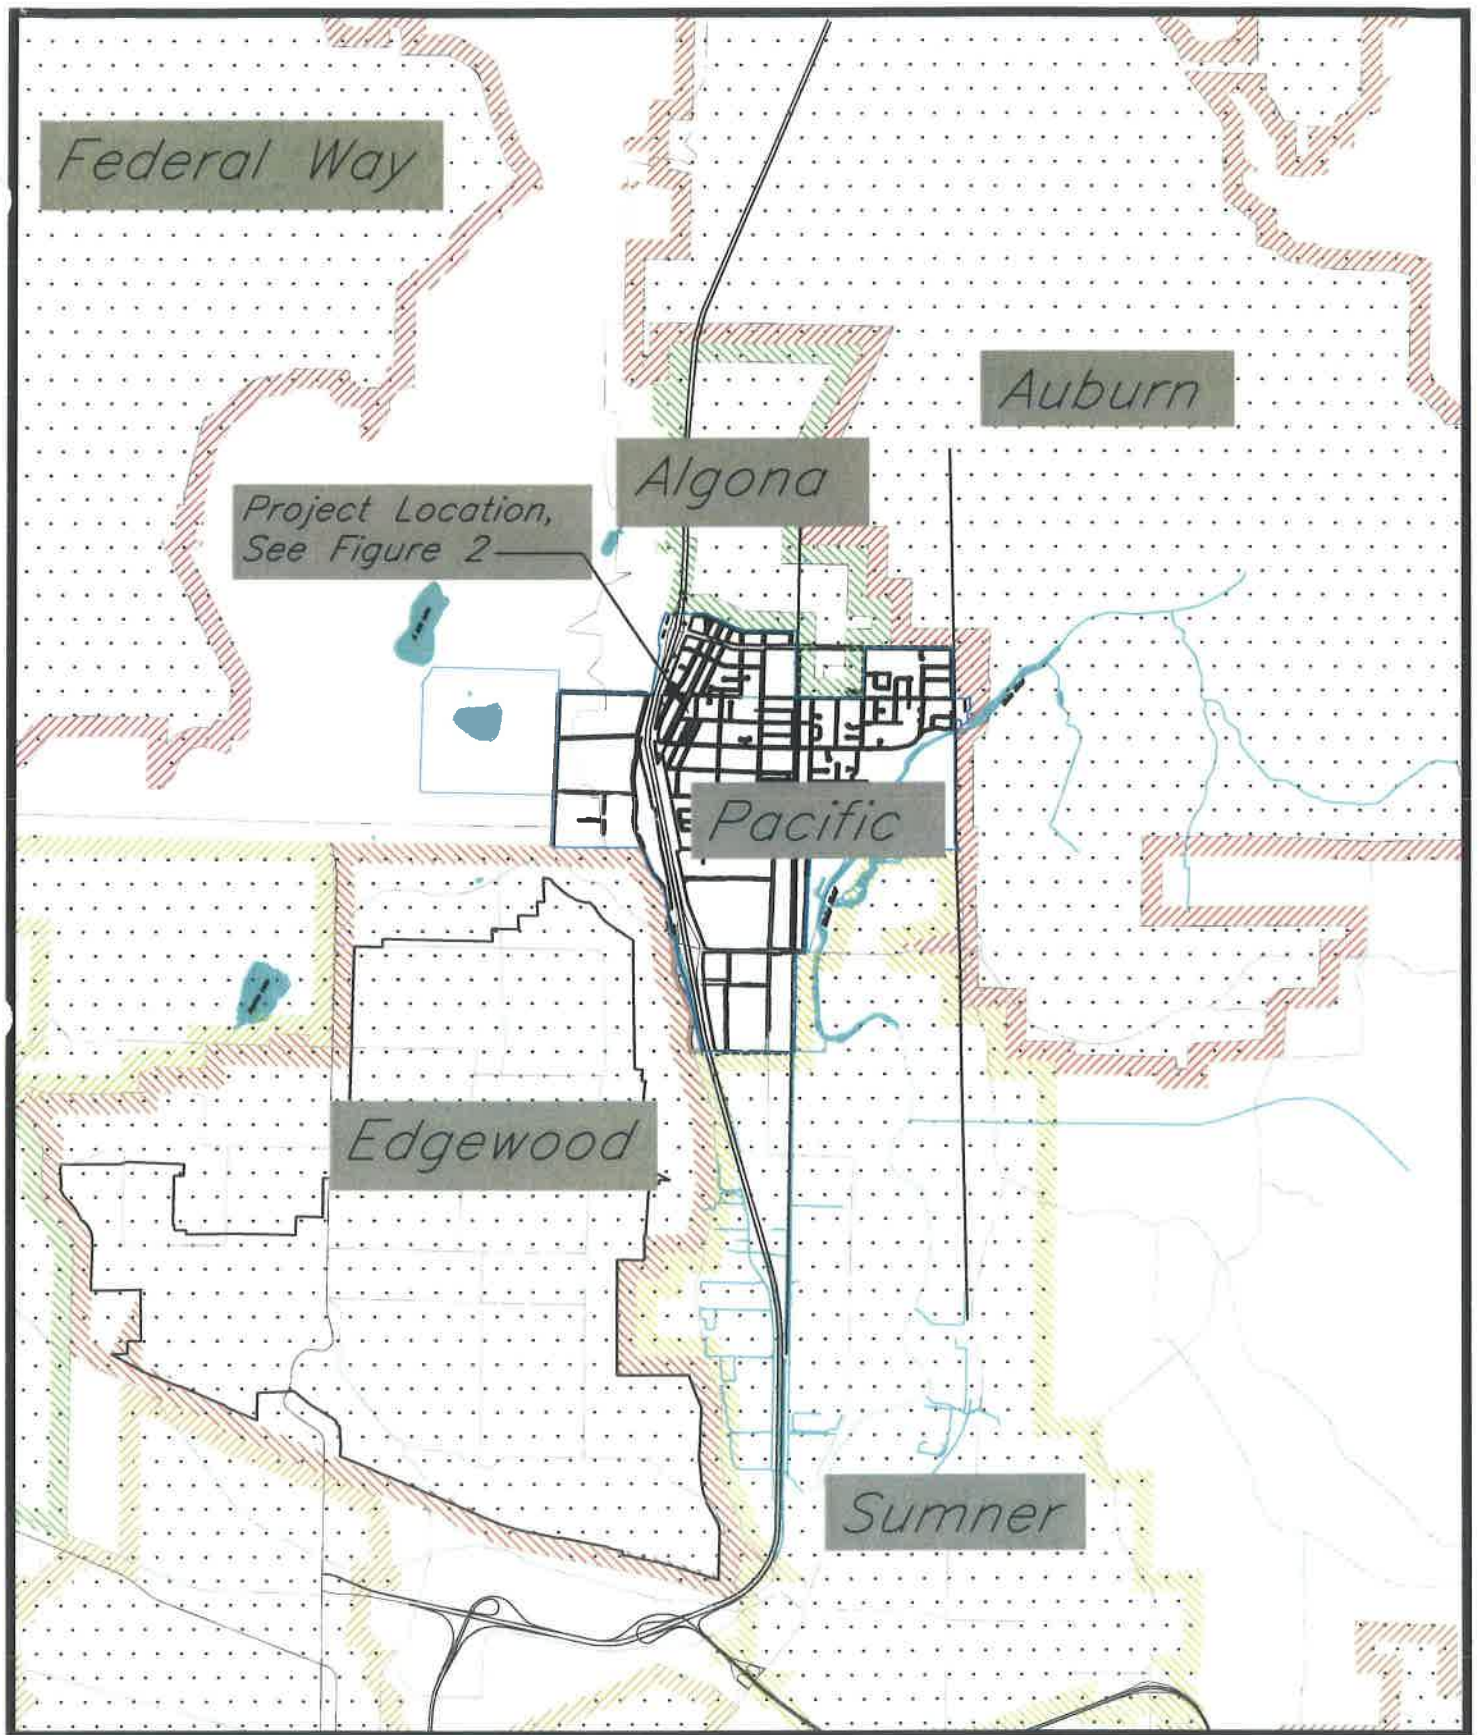 Federal Way
Auburn
Algona
Project Location,
See Figure 2
Pacific
Edgewood
Sumner